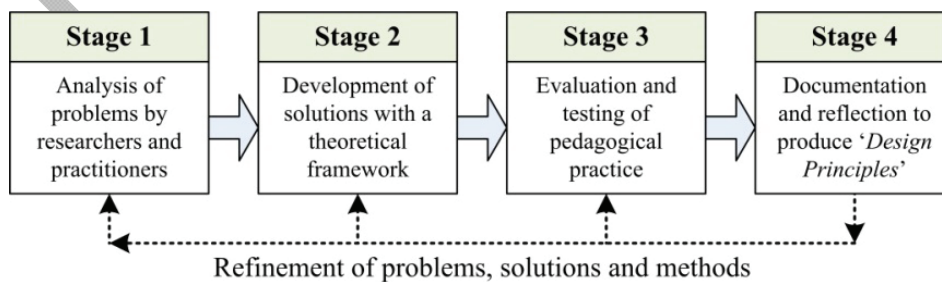 Stage 1
Analysis of
problems by
researchers and
practitioners
Stage 2
Development of
solutions with a
theoretical
framework
Stage 3
Evaluation and
testing of
pedagogical
practice
Stage 4
Documentation
and reflection to
produce ‘Design
Principles’
Refinement of problems, solutions and methods